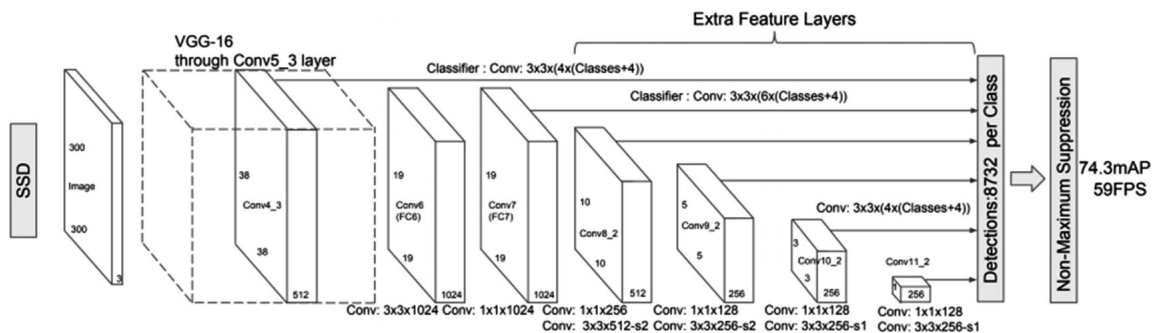 Extra Feature Layers
VGG-16
through Conv5_3 layer
Classifier : Conv: 3x3x(4x(Classes+4))
Classifier : Conv: 3x3x(6x(Classes+4))
SSD
300
Image
300
3
38
Conv4_3
38
512
19
Conv6
(FC6)
19
1024
19
Conv7
(FC7)
19
1024
10
Conv8_2
10
512
5
Conv9_2
5
256
Conv: 3x3x(4x(Classes+4))
3
Conv10_2
3
256
Conv11_2
1
256
Detections:8732 per Class
Non-Maximum Suppression
74.3mAP
59FPS
Conv: 3x3x1024
Conv: 1x1x1024
Conv: 1x1x256
Conv: 3x3x512-s2
Conv: 1x1x128
Conv: 3x3x256-s2
Conv: 1x1x128
Conv: 3x3x256-s1
Conv: 1x1x128
Conv: 3x3x256-s1